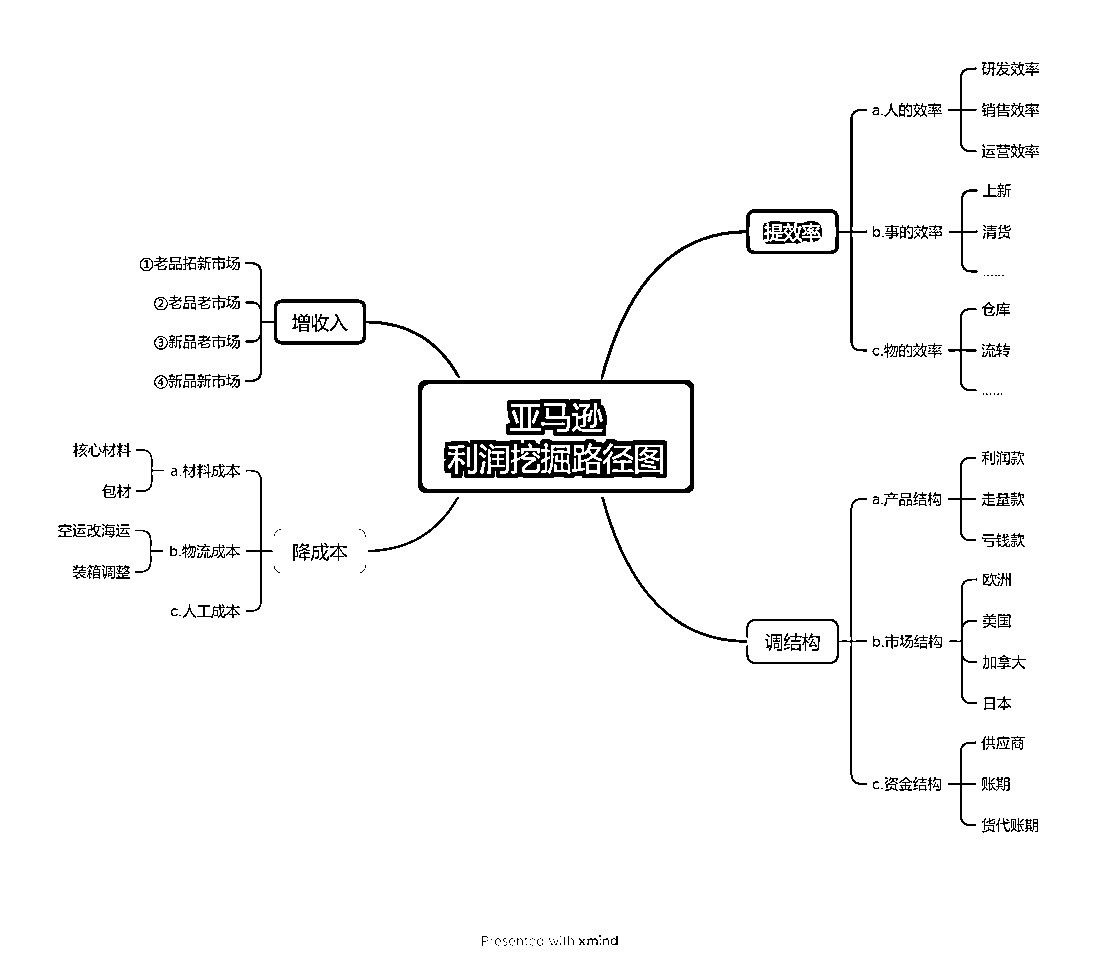 亚马逊
利润挖掘路径图
提效率
a.人的效率
研发效率
销售效率
运营效率
b.事的效率
上新
清货
......
c.物的效率
仓库
流转
......
调结构
a.产品结构
利润款
走量款
亏钱款
b.市场结构
欧洲
美国
加拿大
日本
c.资金结构
供应商
账期
货代账期
增收入
①老品拓新市场
②老品老市场
③新品老市场
④新品新市场
降成本
a.材料成本
核心材料
包材
b.物流成本
空运改海运
装箱调整
c.人工成本
Presented with xmind